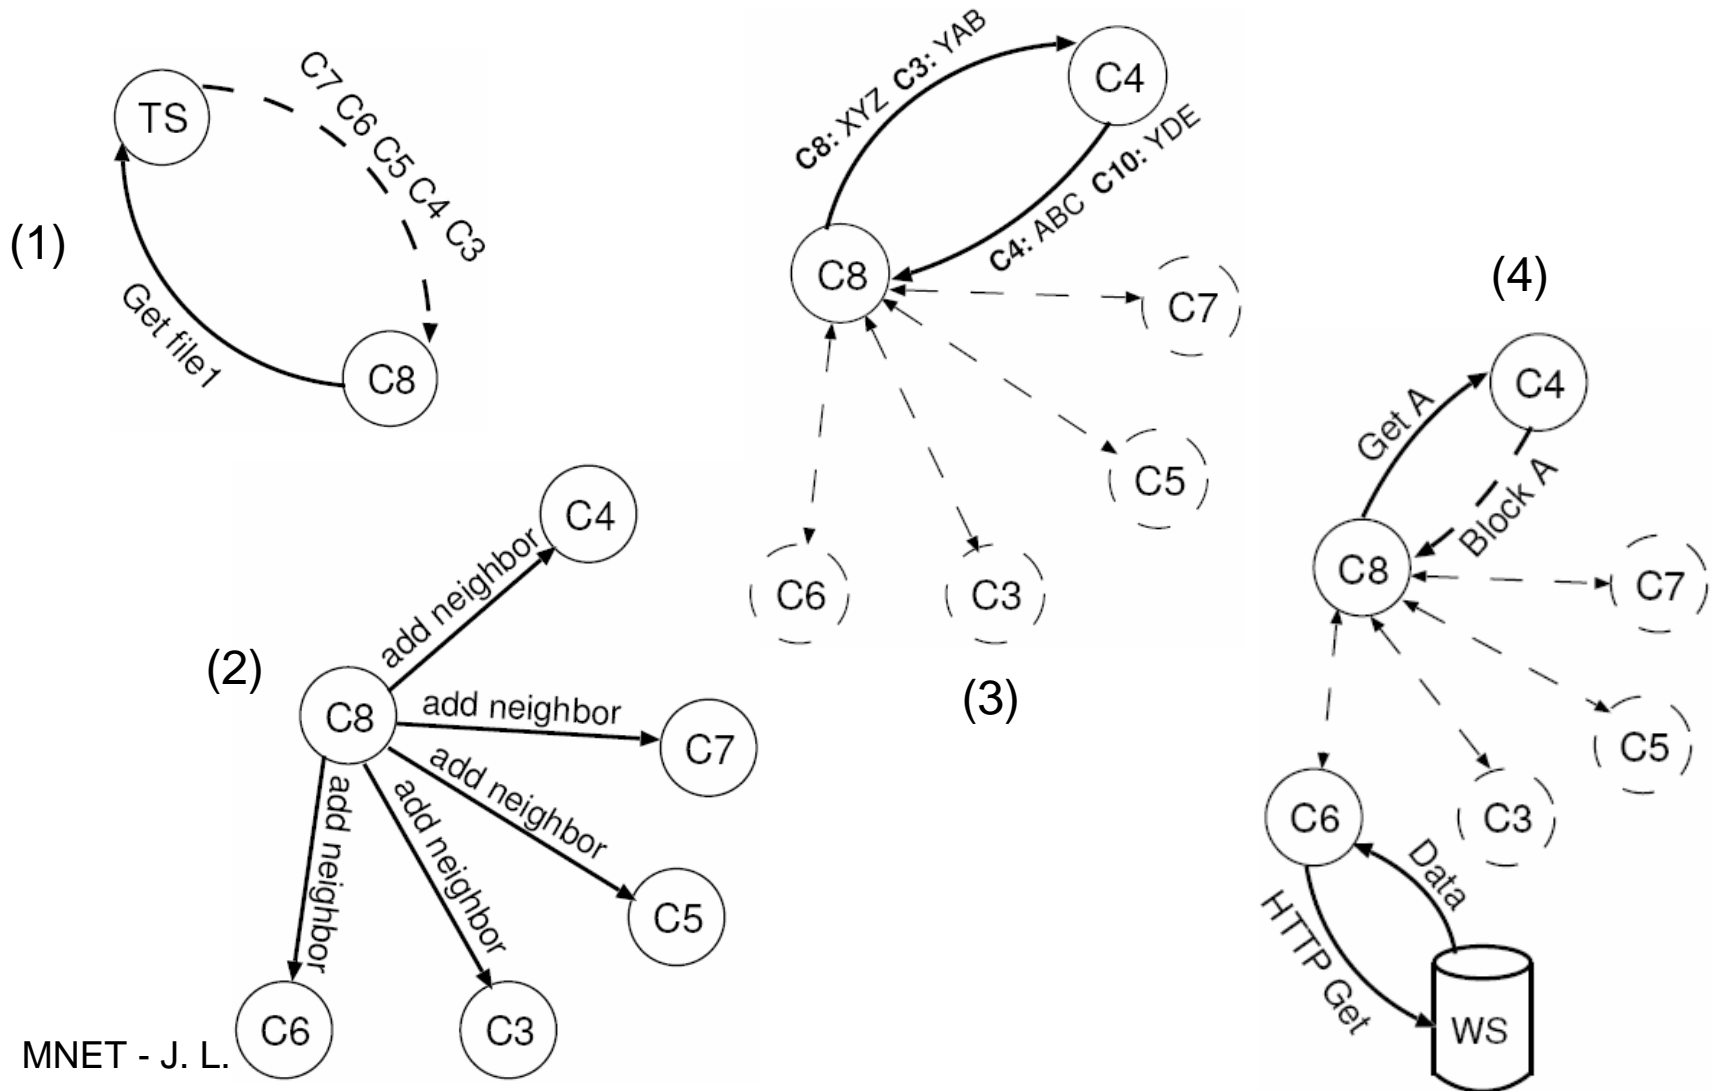 (1)
TS
C7 C6 C5 C4 C3
Get file1
C8
(2)
C8
add neighbor
C4
add neighbor
C7
add neighbor
C5
add neighbor
C3
add neighbor
C6
(3)
C8: XYZ C3: YAB
C4
C4: ABC C10: YDE
C8
C7
C5
C3
C6
(4)
Get A
C4
Block A
C8
C7
C5
C3
C6
Data
HTTP Get
WS
MNET - J. L.